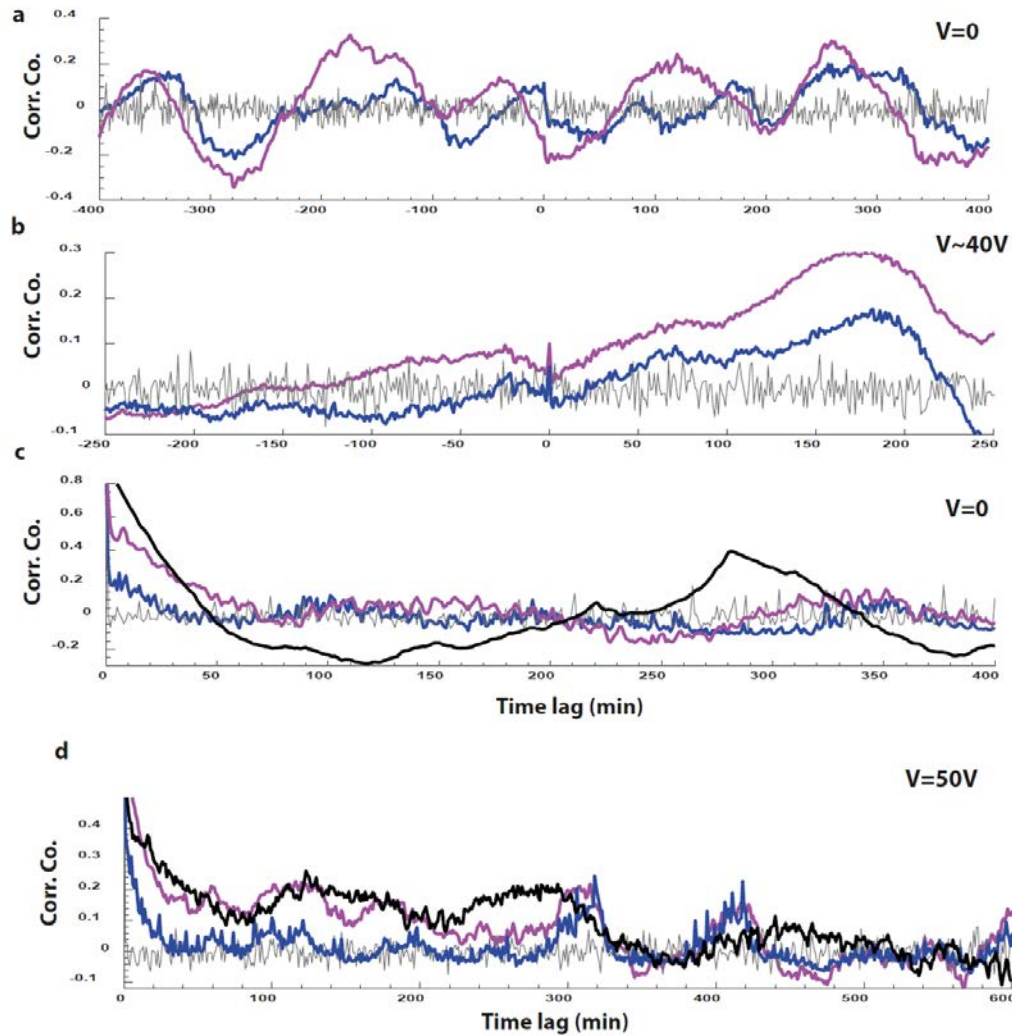 a
V=0
Corr. Co.
0.4
0.2
0
-0.2
-0.4
-400 -300 -200 -100 0 100 200 300 400
b
V~40V
Corr. Co.
0.3
0.2
0.1
0
-0.1
-250 -200 -150 -100 -50 0 50 100 150 200 250
c
V=0
Corr. Co.
0.8
0.6
0.4
0.2
0
-0.2
0 50 100 150 200 250 300 350 400
Time lag (min)
d
V=50V
Corr. Co.
0.4
0.3
0.2
0.1
0
-0.1
0 100 200 300 400 500 600
Time lag (min)